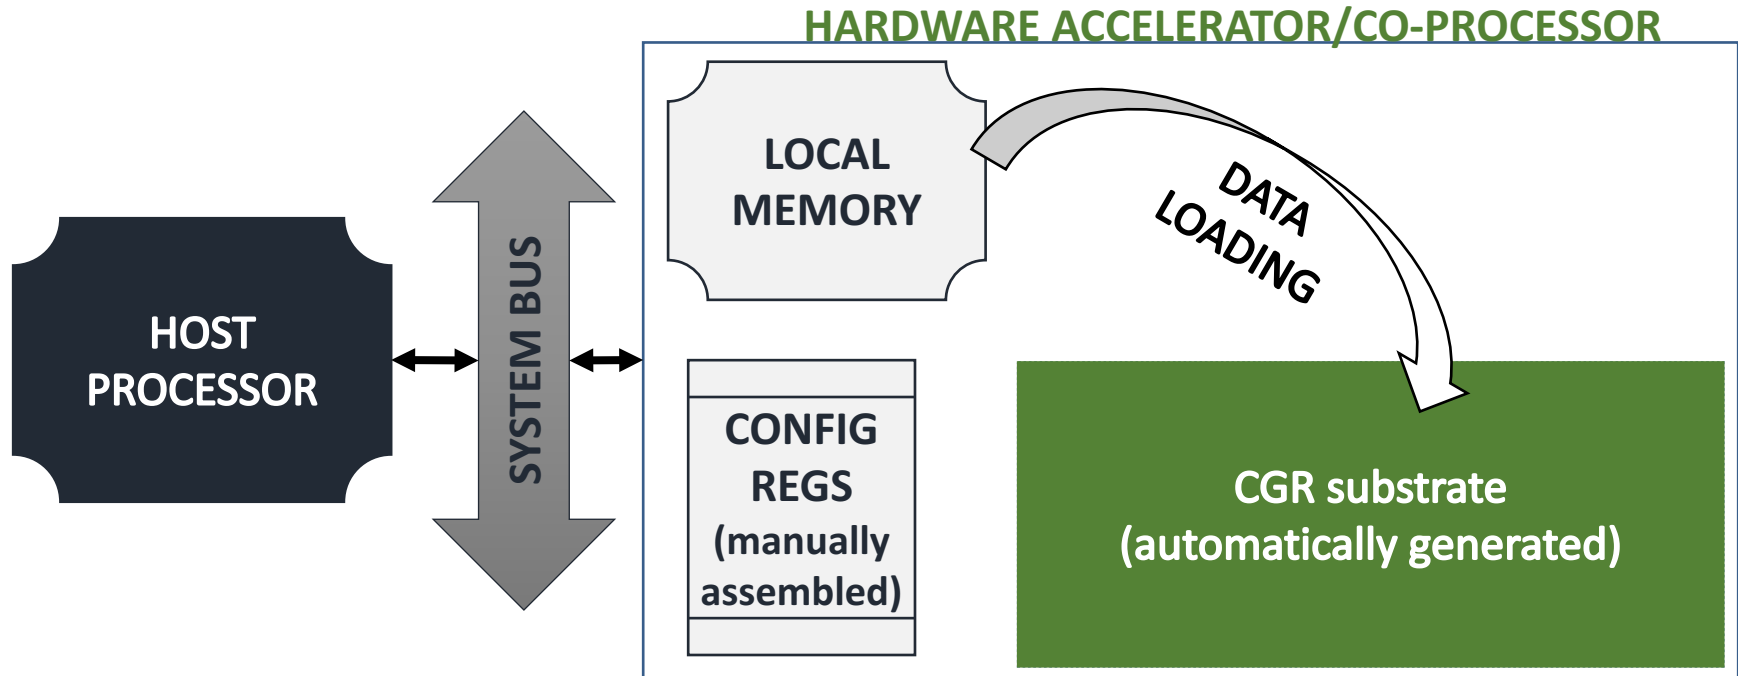 HARDWARE ACCELERATOR/CO-PROCESSOR
HOST
PROCESSOR
SYSTEM BUS
LOCAL
MEMORY
DATA
LOADING
CONFIG
REGS
(manually
assembled)
CGR substrate
(automatically generated)